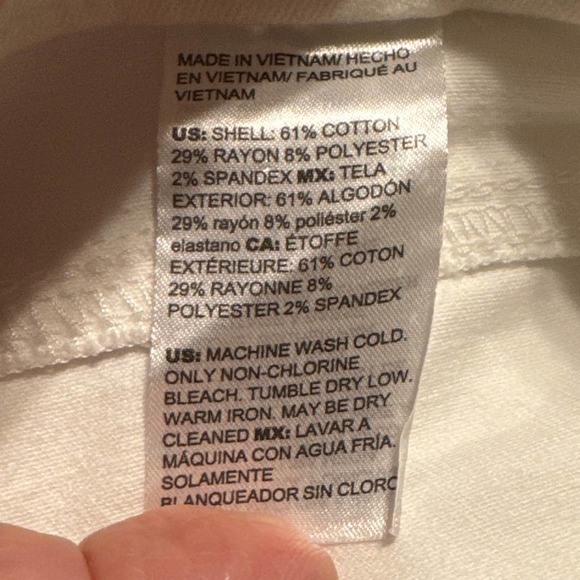 MADE IN VIETNAM/ HECHO
EN VIETNAM/ FABRIQUÉ AU
VIETNAM
US: SHELL: 61% COTTON
29% RAYON 8% POLYESTER
2% SPANDEX MX: TELA
EXTERIOR: 61% ALGODÓN
29% rayón 8% poliéster 2%
elastano CA: ÉTOFFE
EXTÉRIEURE: 61% COTON
29% RAYONNE 8%
POLYESTER 2% SPANDEX
US: MACHINE WASH COLD.
ONLY NON-CHLORINE
BLEACH. TUMBLE DRY LOW.
WARM IRON. MAY BE DRY
CLEANED MX: LAVAR A
MÁQUINA CON AGUA FRÍA.
SOLAMENTE
BLANQUEADOR SIN CLORO